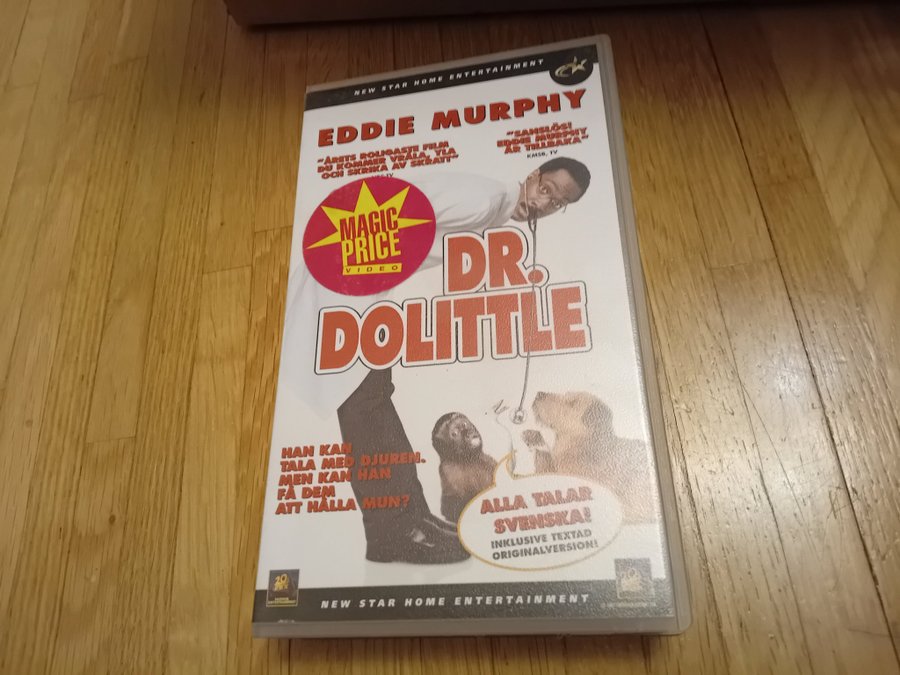 NEW STAR HOME ENTERTAINMENT
EDDIE MURPHY
"ÅRETS ROLIGASTE FILM
DU KOMMER VRÅLA, YLA
OCH SKRIKA AV SKRATT"
"SANSLÖS!
EDDIE MURPHY
ÄR TILLBAKA"
KMSB, TV
MAGIC
PRICE
VIDEO
DR.
DOLITTLE
HAN KAN
TALA MED DJUREN.
MEN KAN HAN
FÅ DEM
ATT HÅLLA MUN?
ALLA TALAR
SVENSKA!
INKLUSIVE TEXTAD
ORIGINALVERSION!
NEW STAR HOME ENTERTAINMENT